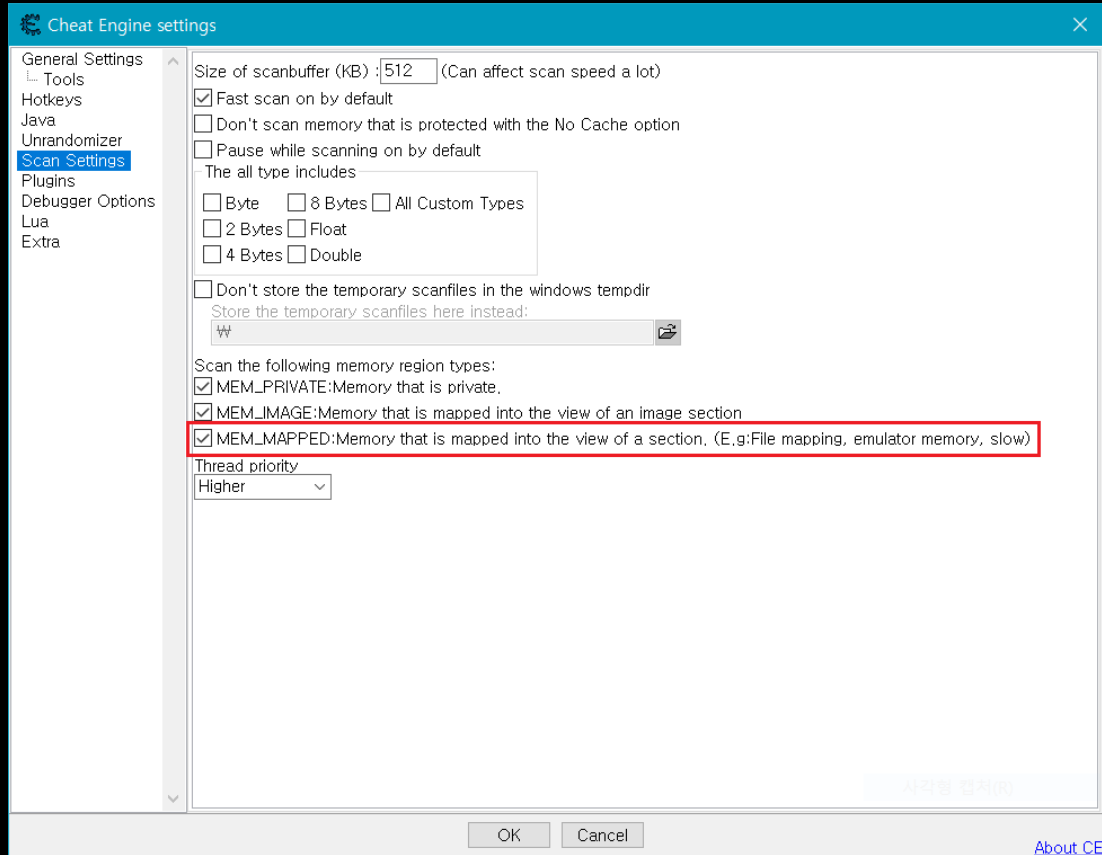 Cheat Engine settings
General Settings
Tools
Hotkeys
Java
Unrandomizer
Scan Settings
Plugins
Debugger Options
Lua
Extra
Size of scanbuffer (KB) : 512 (Can affect scan speed a lot)
Fast scan on by default
Don't scan memory that is protected with the No Cache option
Pause while scanning on by default
The all type includes
Byte 8 Bytes All Custom Types
2 Bytes Float
4 Bytes Double
Don't store the temporary scanfiles in the windows tempdir
Store the temporary scanfiles here instead:
₩
Scan the following memory region types:
MEM_PRIVATE:Memory that is private.
MEM_IMAGE:Memory that is mapped into the view of an image section
MEM_MAPPED:Memory that is mapped into the view of a section. (E.g:File mapping, emulator memory, slow)
Thread priority
Higher
사각형 캡처(R)
OK Cancel
About CE